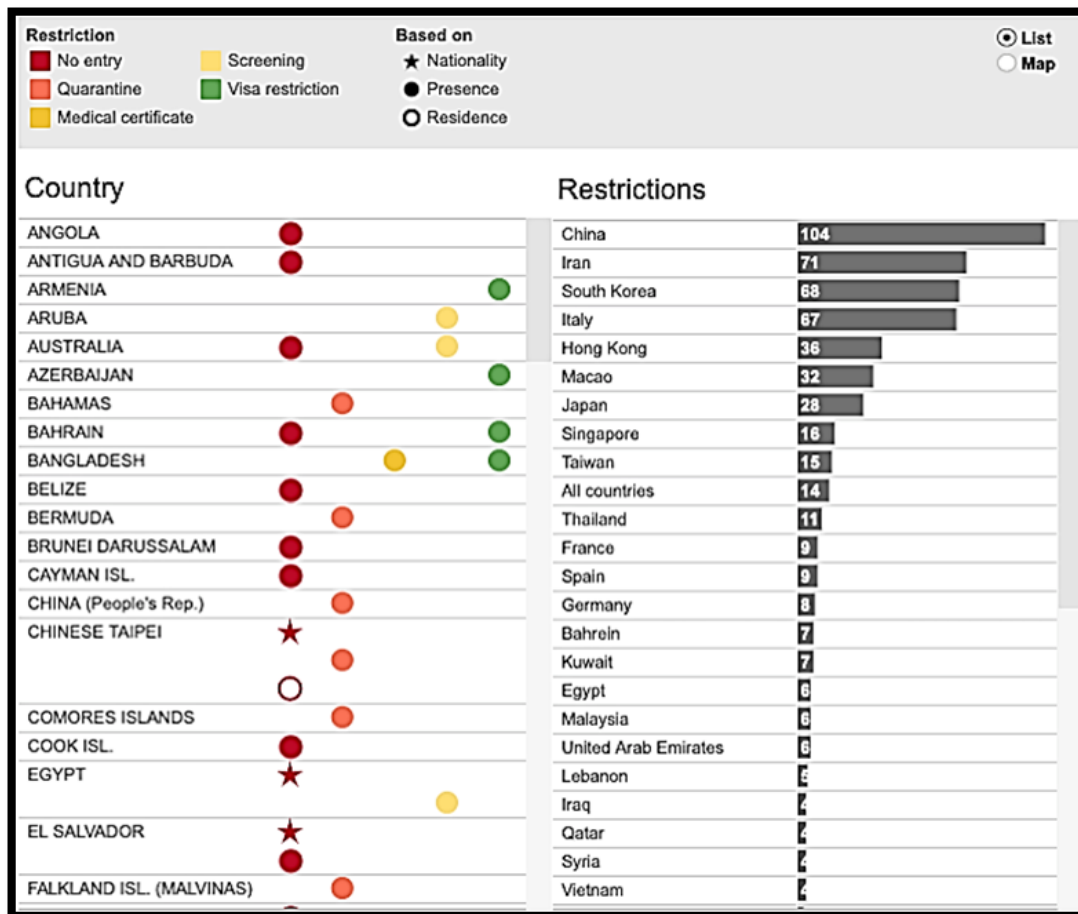 Restriction
No entry
Screening
Quarantine
Visa restriction
Medical certificate
Based on
Nationality
Presence
Residence
List
Map
Country
ANGOLA
ANTIGUA AND BARBUDA
ARMENIA
ARUBA
AUSTRALIA
AZERBAIJAN
BAHAMAS
BAHRAIN
BANGLADESH
BELIZE
BERMUDA
BRUNEI DARUSSALAM
CAYMAN ISL.
CHINA (People's Rep.)
CHINESE TAIPEI
COMORES ISLANDS
COOK ISL.
EGYPT
EL SALVADOR
FALKLAND ISL. (MALVINAS)
Restrictions
China 104
Iran 71
South Korea 68
Italy 67
Hong Kong 36
Macao 32
Japan 28
Singapore 16
Taiwan 15
All countries 14
Thailand 11
France 9
Spain 9
Germany 8
Bahrein 7
Kuwait 7
Egypt 6
Malaysia 6
United Arab Emirates 6
Lebanon 5
Iraq 4
Qatar 4
Syria 4
Vietnam 4